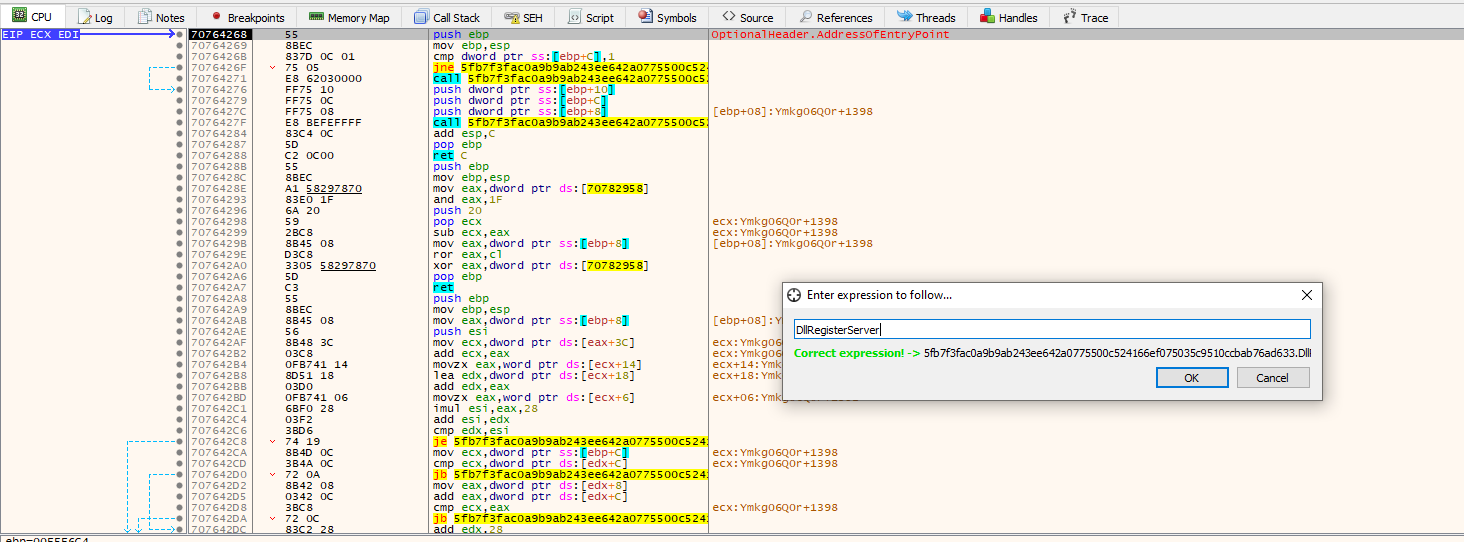 CPU Log Notes Breakpoints Memory Map Call Stack SEH Script Symbols Source References Threads Handles Trace
EIP ECX EDI 70764268 55 push ebp OptionalHeader.AddressOfEntryPoint
70764269 8BEC mov ebp,esp
7076426B 837D 0C 01 cmp dword ptr ss:[ebp+C],1
7076426F 75 05 jne 5fb7f3fac0a9b9ab243ee642a0775500c524
70764271 E8 62030000 call 5fb7f3fac0a9b9ab243ee642a0775500c52
70764276 FF75 10 push dword ptr ss:[ebp+10]
70764279 FF75 0C push dword ptr ss:[ebp+C]
7076427C FF75 08 push dword ptr ss:[ebp+8] [ebp+08]:Ymkg06Q0r+1398
7076427F E8 BEFEFFFF call 5fb7f3fac0a9b9ab243ee642a0775500c52
70764284 83C4 0C add esp,C
70764287 5D pop ebp
70764288 C2 0C00 ret C
7076428B 55 push ebp
7076428C 8BEC mov ebp,esp
7076428E A1 58297870 mov eax,dword ptr ds:[70782958]
70764293 83E0 1F and eax,1F
70764296 6A 20 push 20
70764298 59 pop ecx ecx:Ymkg06Q0r+1398
70764299 2BC8 sub ecx,eax ecx:Ymkg06Q0r+1398
7076429B 8B45 08 mov eax,dword ptr ss:[ebp+8] [ebp+08]:Ymkg06Q0r+1398
7076429E D3C8 ror eax,cl
707642A0 3305 58297870 xor eax,dword ptr ds:[70782958]
707642A6 5D pop ebp
707642A7 C3 ret
707642A8 55 push ebp
707642A9 8BEC mov ebp,esp
707642AB 8B45 08 mov eax,dword ptr ss:[ebp+8] [ebp+08]:Y
707642AE 56 push esi
707642AF 8B48 3C mov ecx,dword ptr ds:[eax+3C] ecx:Ymkg06
707642B2 03C8 add ecx,eax ecx:Ymkg06
707642B4 0FB741 14 movzx eax,word ptr ds:[ecx+14] ecx+14:Ymk
707642B8 8D51 18 lea edx,dword ptr ds:[ecx+18] ecx+18:Ymk
707642BB 03D0 add edx,eax
707642BD 0FB741 06 movzx eax,word ptr ds:[ecx+6] ecx+06:Ymkg06Q0r+1398
707642C1 6BF0 28 imul esi,eax,28
707642C4 03F2 add esi,edx
707642C6 3BD6 cmp edx,esi
707642C8 74 19 je 5fb7f3fac0a9b9ab243ee642a0775500c5241
707642CA 8B4D 0C mov ecx,dword ptr ss:[ebp+C] ecx:Ymkg06Q0r+1398
707642CD 3B4A 0C cmp ecx,dword ptr ds:[edx+C] ecx:Ymkg06Q0r+1398
707642D0 72 0A jb 5fb7f3fac0a9b9ab243ee642a0775500c5241
707642D2 8B42 08 mov eax,dword ptr ds:[edx+8]
707642D5 0342 0C add eax,dword ptr ds:[edx+C]
707642D8 3BC8 cmp ecx,eax ecx:Ymkg06Q0r+1398
707642DA 72 0C jb 5fb7f3fac0a9b9ab243ee642a0775500c5241
707642DC 83C2 28 add edx,28
Enter expression to follow...
DllRegisterServer
Correct expression! -> 5fb7f3fac0a9b9ab243ee642a0775500c524166ef075035c9510ccbab76ad633.Dll
OK Cancel